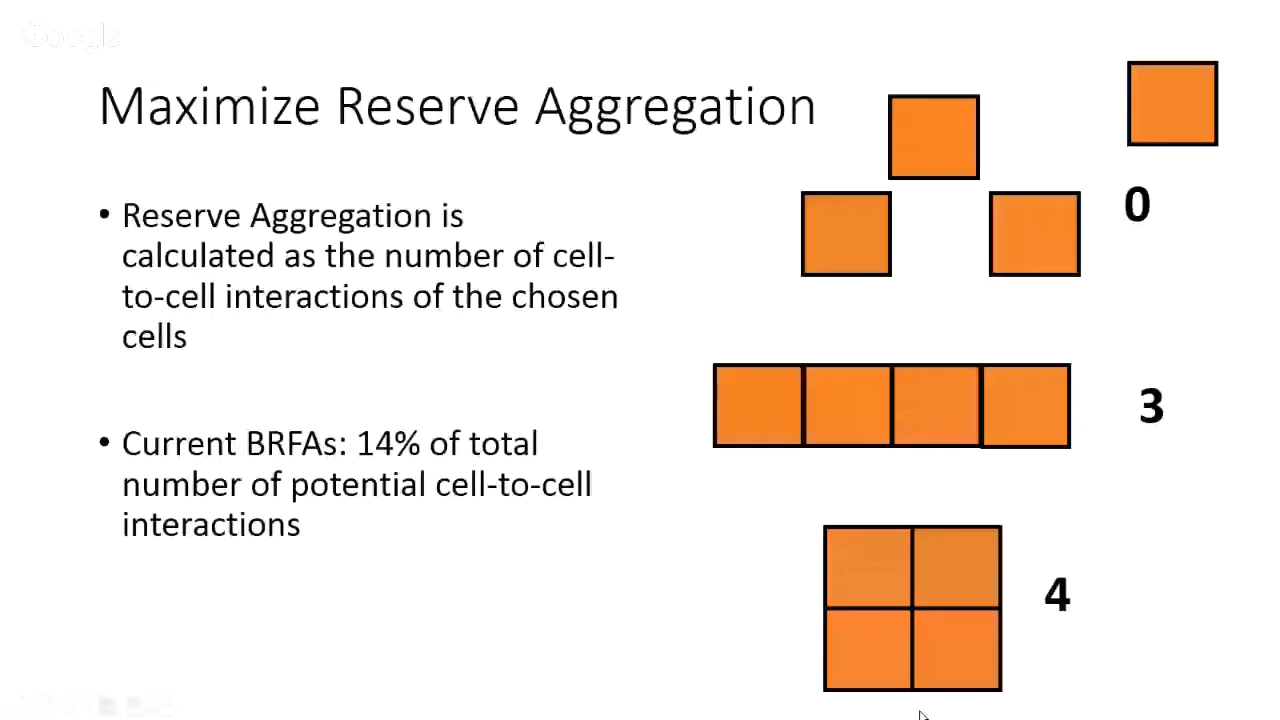 Google
Maximize Reserve Aggregation
• Reserve Aggregation is
calculated as the number of cell-
to-cell interactions of the chosen
cells
• Current BRFAs: 14% of total
number of potential cell-to-cell
interactions
0
3
4